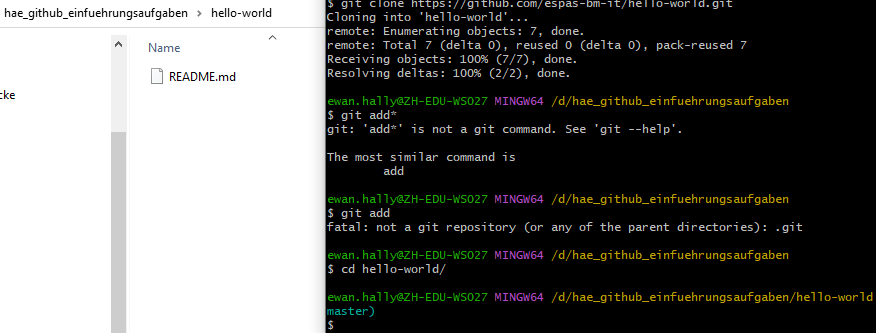 hae_github_einfuehrungsaufgaben > hello-world
Name
README.md
cke
$ git clone https://github.com/espas-bm-it/hello-world.git
Cloning into 'hello-world'...
remote: Enumerating objects: 7, done.
remote: Total 7 (delta 0), reused 0 (delta 0), pack-reused 7
Receiving objects: 100% (7/7), done.
Resolving deltas: 100% (2/2), done.
ewan.hally@ZH-EDU-WS027 MINGW64 /d/hae_github_einfuehrungsaufgaben
$ git add*
git: 'add*' is not a git command. See 'git --help'.
The most similar command is
add
ewan.hally@ZH-EDU-WS027 MINGW64 /d/hae_github_einfuehrungsaufgaben
$ git add
fatal: not a git repository (or any of the parent directories): .git
ewan.hally@ZH-EDU-WS027 MINGW64 /d/hae_github_einfuehrungsaufgaben
$ cd hello-world/
ewan.hally@ZH-EDU-WS027 MINGW64 /d/hae_github_einfuehrungsaufgaben/hello-world
master)
$